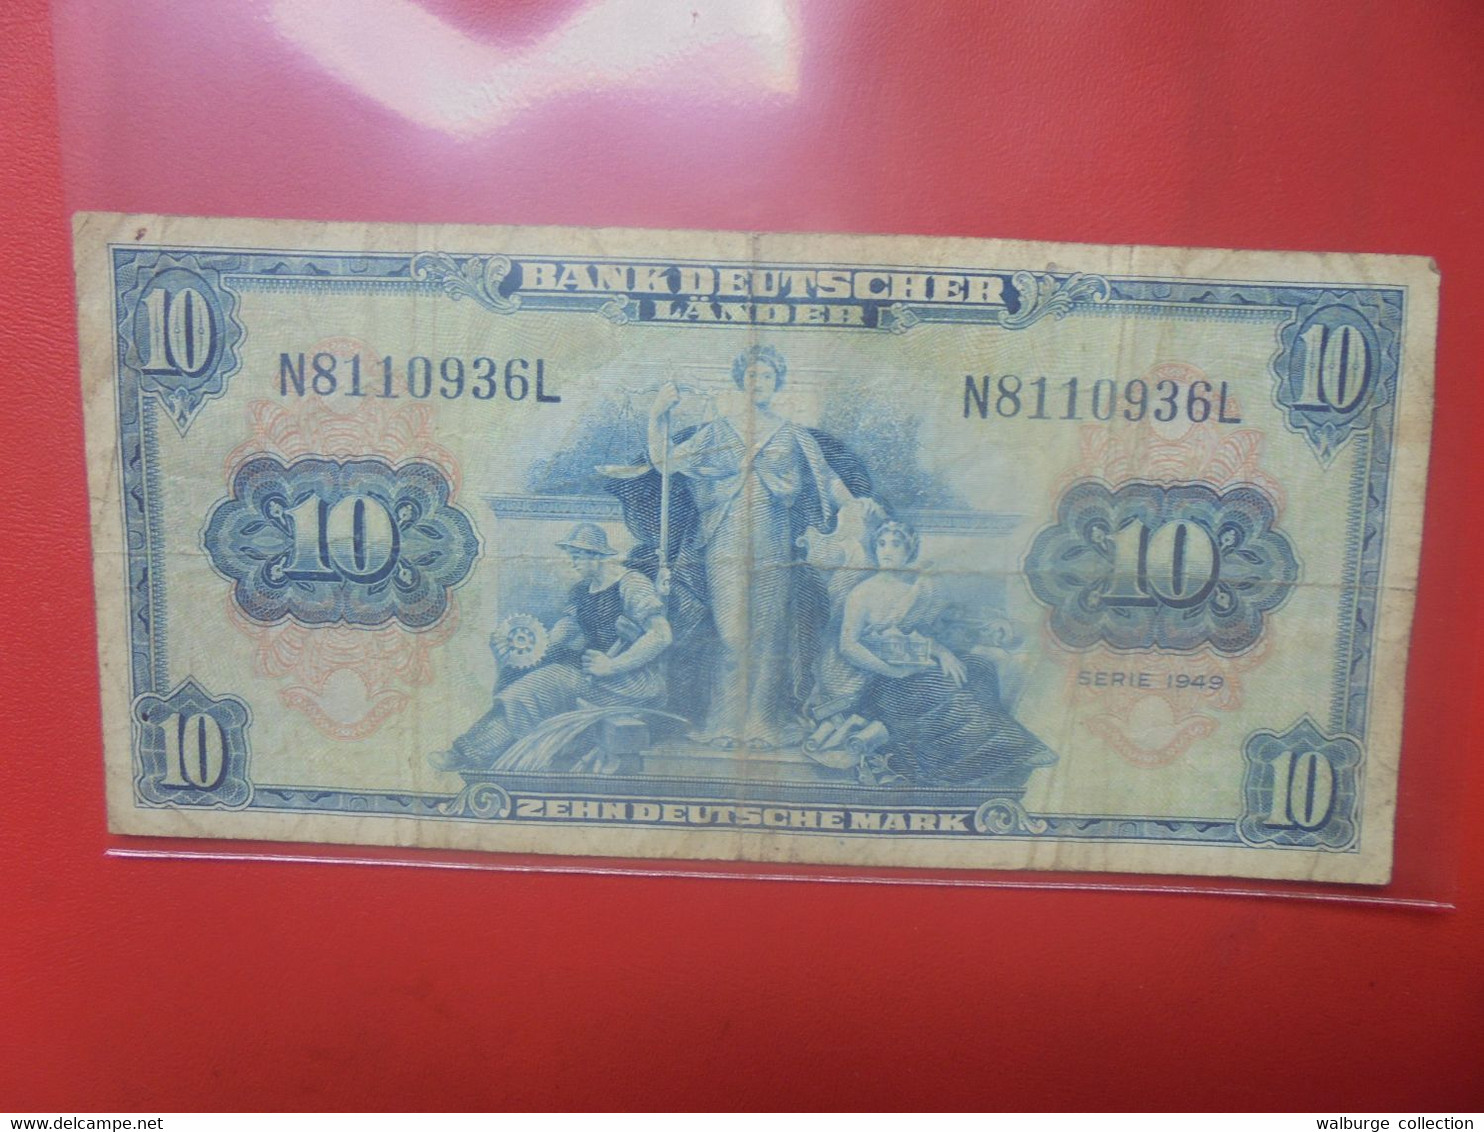 BANK DEUTSCHER
LÄNDER
10
10
N8110936L
N8110936L
10
10
SERIE 1949
10
10
ZEHN DEUTSCHE MARK
www.delcampe.net
walburge collection